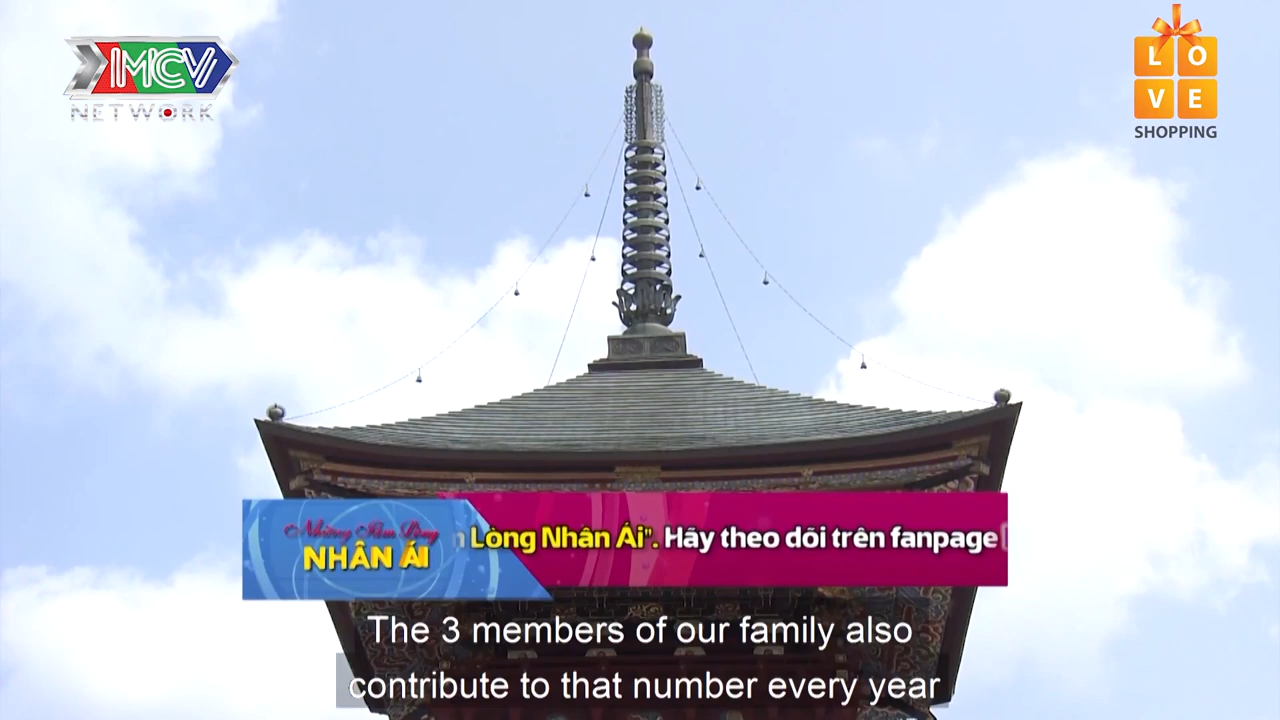 MCV
NETWORK
L O
V E
SHOPPING
Những Tấm Lòng
NHÂN ÁI
Lòng Nhân Ái". Hãy theo dõi trên fanpage
The 3 members of our family also
contribute to that number every year